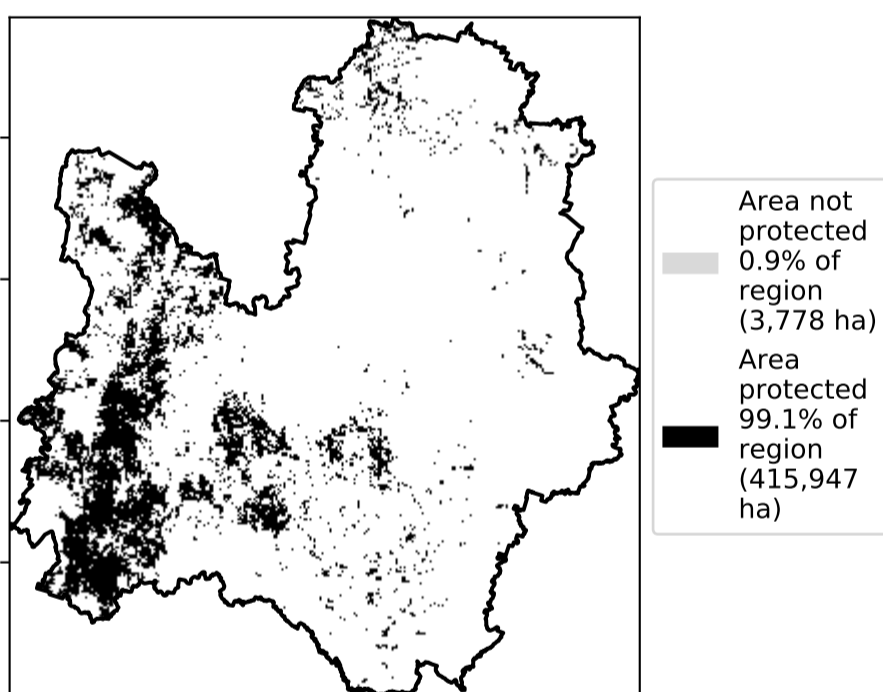 Area not
protected
0.9% of
region
(3,778 ha)
Area
protected
99.1% of
region
(415,947
ha)